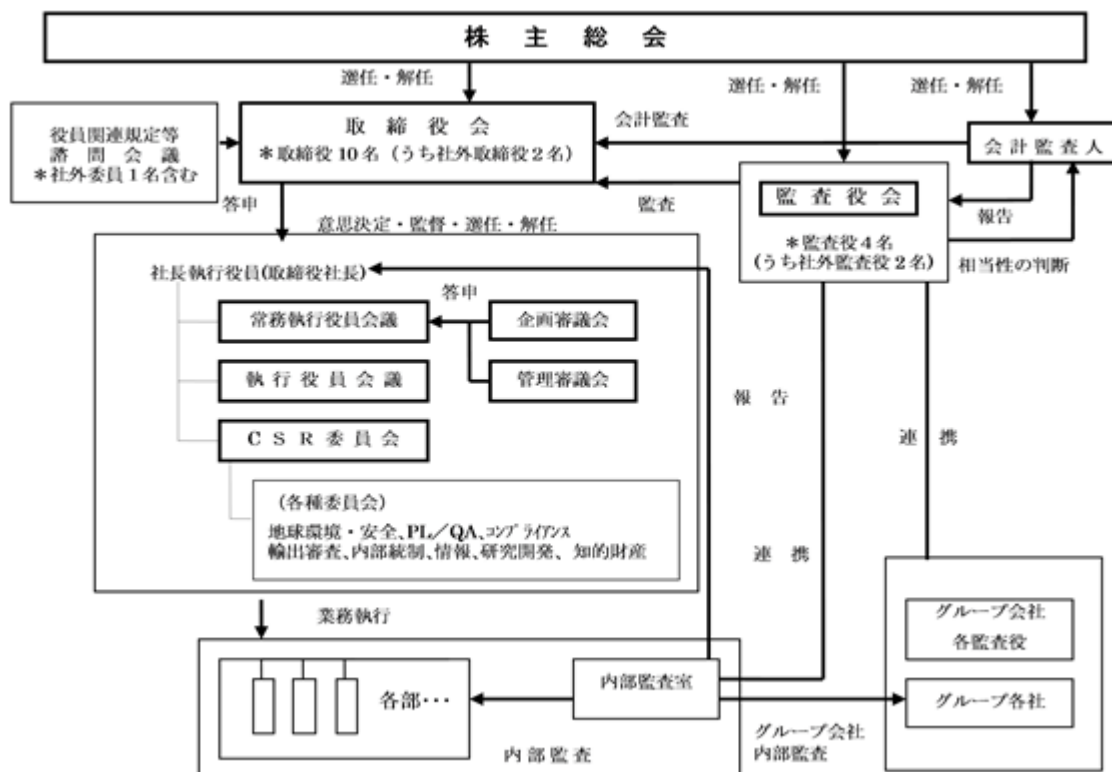 株主総会
選任・解任
選任・解任
選任・解任
役員関連規定等
諮問会議
＊社外委員１名含む
取締役会
＊取締役10名（うち社外取締役２名）
会計監査
会計監査人
答申
監査
監査役会
＊監査役４名
（うち社外監査役２名）
報告
相当性の判断
意思決定・監督・選任・解任
社長執行役員(取締役社長)
答申
常務執行役員会議
企画審議会
執行役員会議
管理審議会
ＣＳＲ委員会
報告
連携
（各種委員会）
地球環境・安全、PL／QA、ｺﾝﾌﾟﾗｲｱﾝｽ
輸出審査、内部統制、情報、研究開発、知的財産
連携
業務執行
グループ会社
各監査役
各部･･･
内部監査室
グループ各社
内部監査
グループ会社
内部監査